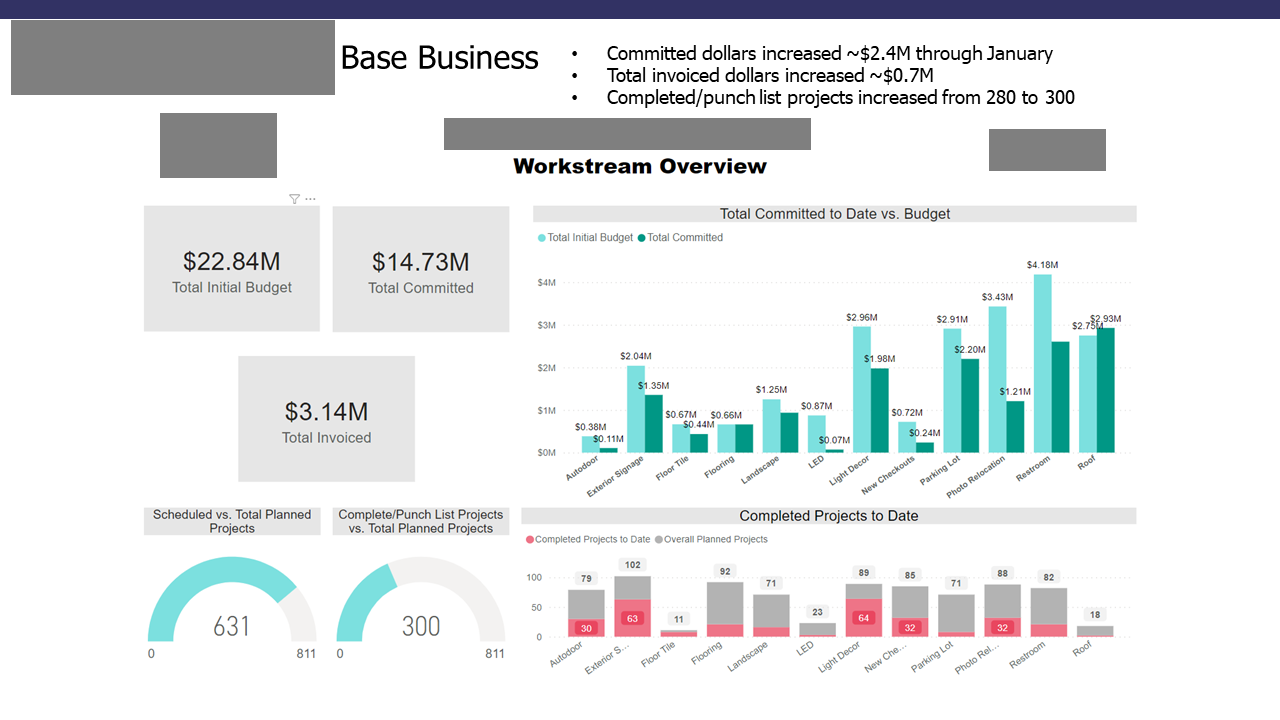 Base Business
• Committed dollars increased ~$2.4M through January
• Total invoiced dollars increased ~$0.7M
• Completed/punch list projects increased from 280 to 300
Workstream Overview
$22.84M
Total Initial Budget
$14.73M
Total Committed
$3.14M
Total Invoiced
Total Committed to Date vs. Budget
Total Initial Budget Total Committed
$4M
$3M
$2M
$1M
$0M
$0.38M
$0.11M
$2.04M
$1.35M
$0.67M
$0.44M
$0.66M
$1.25M
$0.87M
$0.07M
$2.96M
$1.98M
$0.72M
$0.24M
$2.91M
$2.20M
$3.43M
$1.21M
$4.18M
$2.75M
$2.93M
Autodoor
Exterior Signage
Floor Tile
Flooring
Landscape
LED
Light Decor
New Checkouts
Parking Lot
Photo Relocation
Restroom
Roof
Scheduled vs. Total Planned
Projects
631
0
811
Complete/Punch List Projects
vs. Total Planned Projects
300
0
811
Completed Projects to Date
Completed Projects to Date Overall Planned Projects
100
50
0
79
30
102
63
11
92
71
23
89
64
85
32
71
88
32
82
18
Autodoor
Exterior S...
Floor Tile
Flooring
Landscape
LED
Light Decor
New Che...
Parking Lot
Photo Rel...
Restroom
Roof